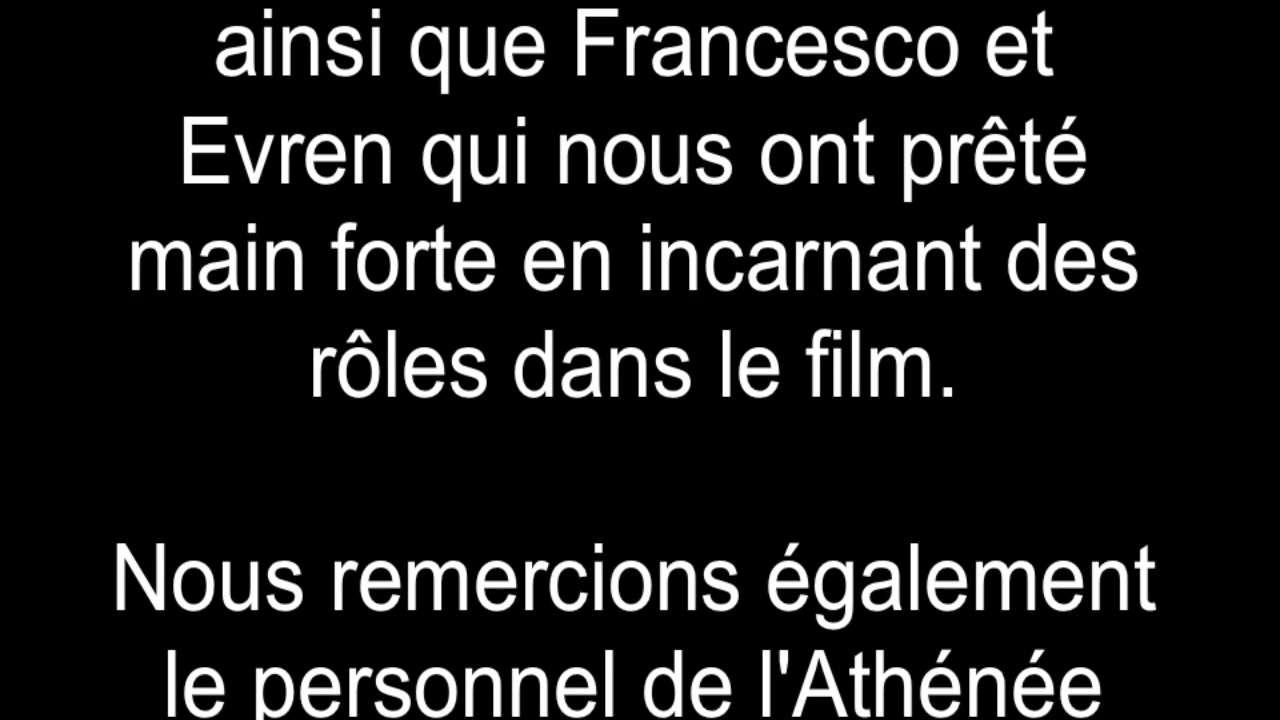 ainsi que Francesco et
Evren qui nous ont prêté
main forte en incarnant des
rôles dans le film.
Nous remercions également
le personnel de l'Athénée